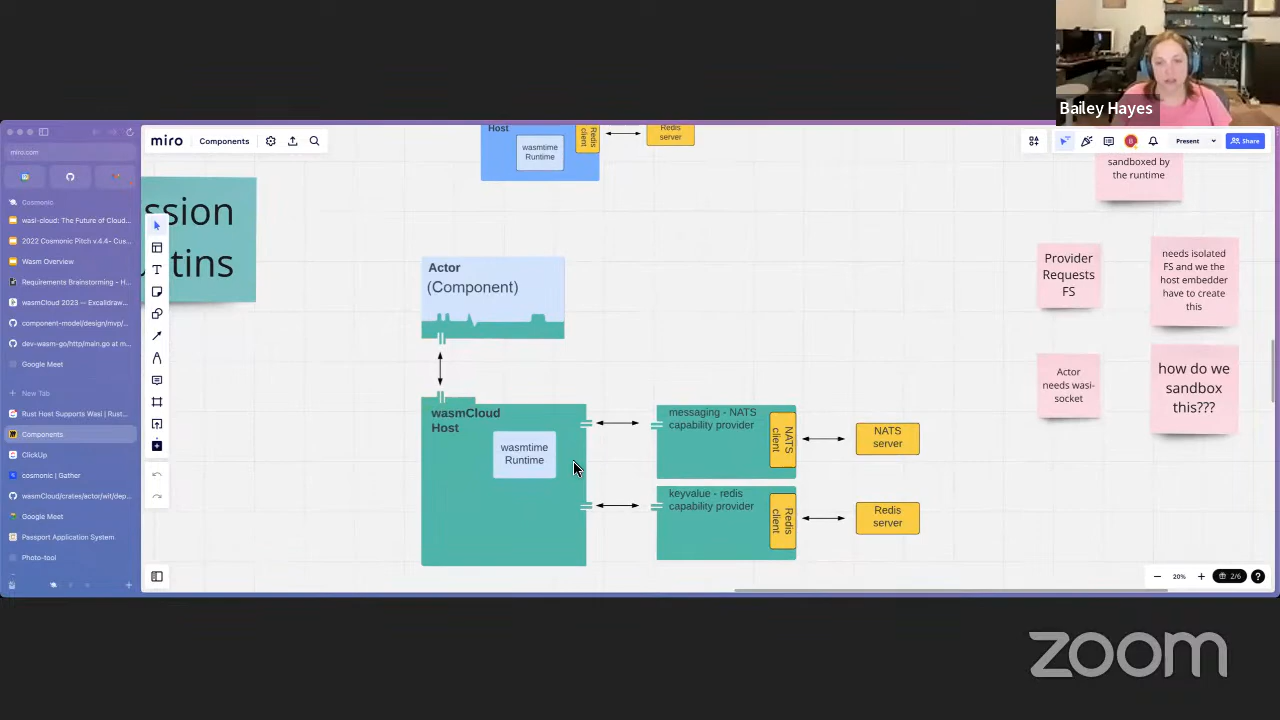 Bailey Hayes
miro.com
Cosmonic
wasi-cloud: The Future of Cloud...
2022 Cosmonic Pitch v.4.4- Cus...
Wasm Overview
Requirements Brainstorming - H...
wasmCloud 2023 — Excalidraw...
component-model/design/mvp/...
dev-wasm-go/http/main.go at m...
Google Meet
New Tab
Rust Host Supports Wasi | Rust...
Components
ClickUp
cosmonic | Gather
wasmCloud/crates/actor/wit/dep...
Google Meet
Passport Application System
Photo-tool
miro
Components
Present
Share
ssion
tins
Host
wasmtime
Runtime
Redis
client
Redis
server
Actor
(Component)
wasmCloud
Host
wasmtime
Runtime
messaging - NATS
capability provider
NATS
client
NATS
server
keyvalue - redis
capability provider
Redis
client
Redis
server
sandboxed by
the runtime
Provider
Requests
FS
needs isolated
FS and we the
host embedder
have to create
this
Actor
needs wasi-
socket
how do we
sandbox
this???
20%
2/6
zoom